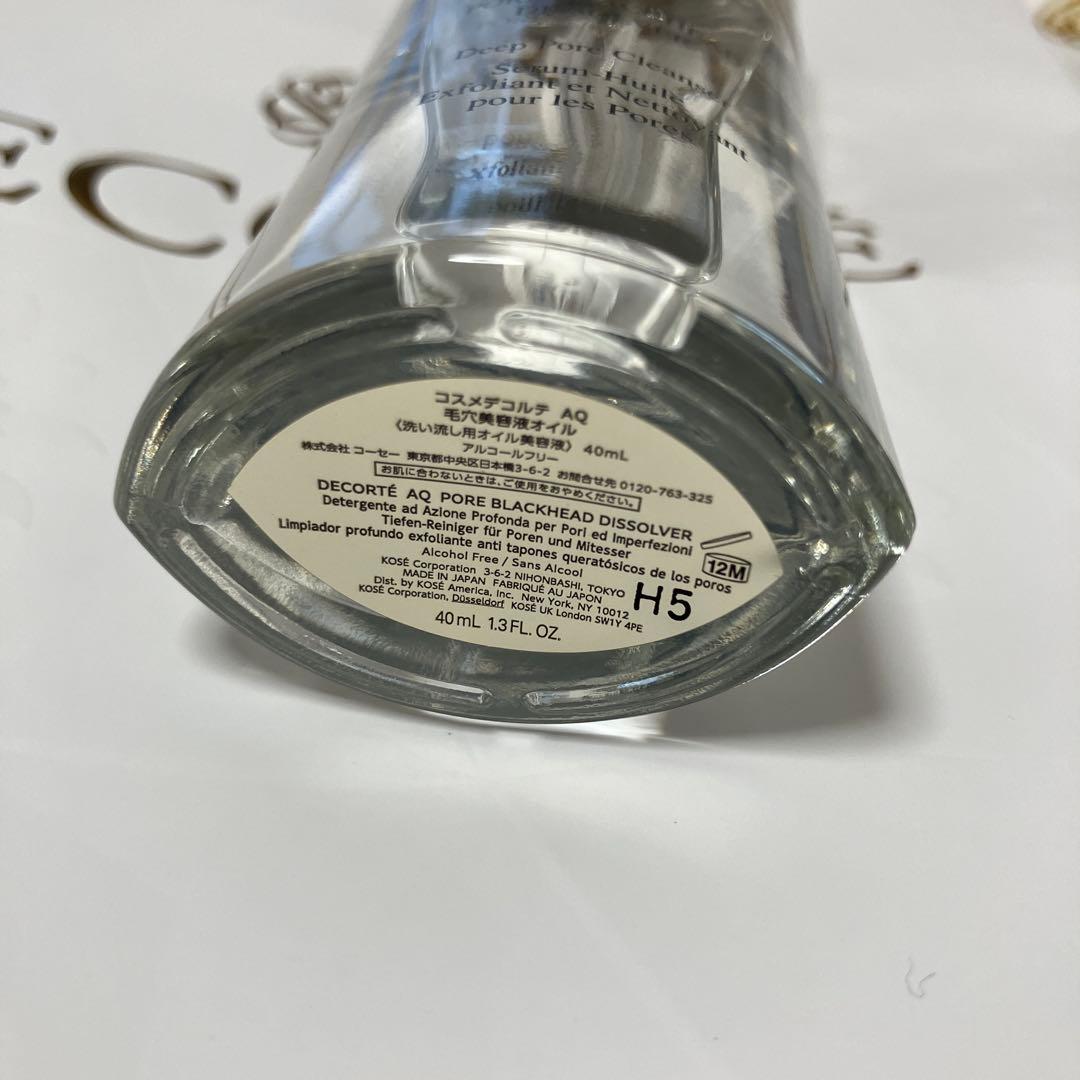 Deep Pore Cleanser
Serum-Huile
Exfoliant et Nettoyant
pour les Pores
コスメデコルテ AQ
毛穴美容液オイル
〈洗い流し用オイル美容液〉 40mL
アルコールフリー
株式会社 コーセー 東京都中央区日本橋3-6-2 お問合せ先 0120-763-325
お肌に合わないときは、ご使用をおやめください。
DECORTÉ AQ PORE BLACKHEAD DISSOLVER
Detergente ad Azione Profonda per Pori ed Imperfezioni
Tiefen-Reiniger für Poren und Mitesser
Limpiador profundo exfoliante anti tapones queratósicos de los poros
Alcohol Free / Sans Alcool
12M
KOSÉ Corporation 3-6-2 NIHONBASHI, TOKYO
MADE IN JAPAN FABRIQUÉ AU JAPON
Dist. by KOSÉ America, Inc. New York, NY 10012
KOSÉ Corporation, Düsseldorf KOSÉ UK London SW1Y 4PE
H5
40 mL 1.3 FL. OZ.